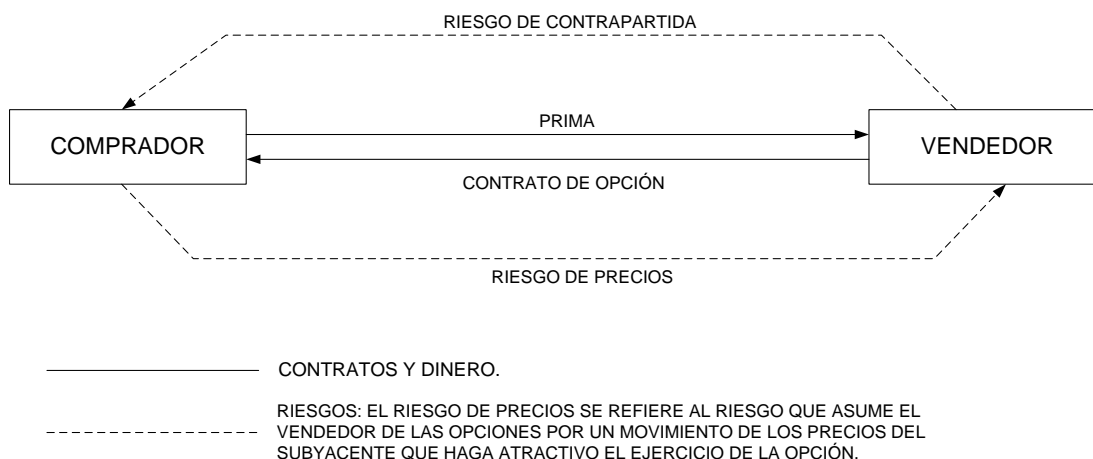 RIESGO DE CONTRAPARTIDA
COMPRADOR
PRIMA
VENDEDOR
CONTRATO DE OPCIÓN
RIESGO DE PRECIOS
CONTRATOS Y DINERO.
RIESGOS: EL RIESGO DE PRECIOS SE REFIERE AL RIESGO QUE ASUME EL
VENDEDOR DE LAS OPCIONES POR UN MOVIMIENTO DE LOS PRECIOS DEL
SUBYACENTE QUE HAGA ATRACTIVO EL EJERCICIO DE LA OPCIÓN.